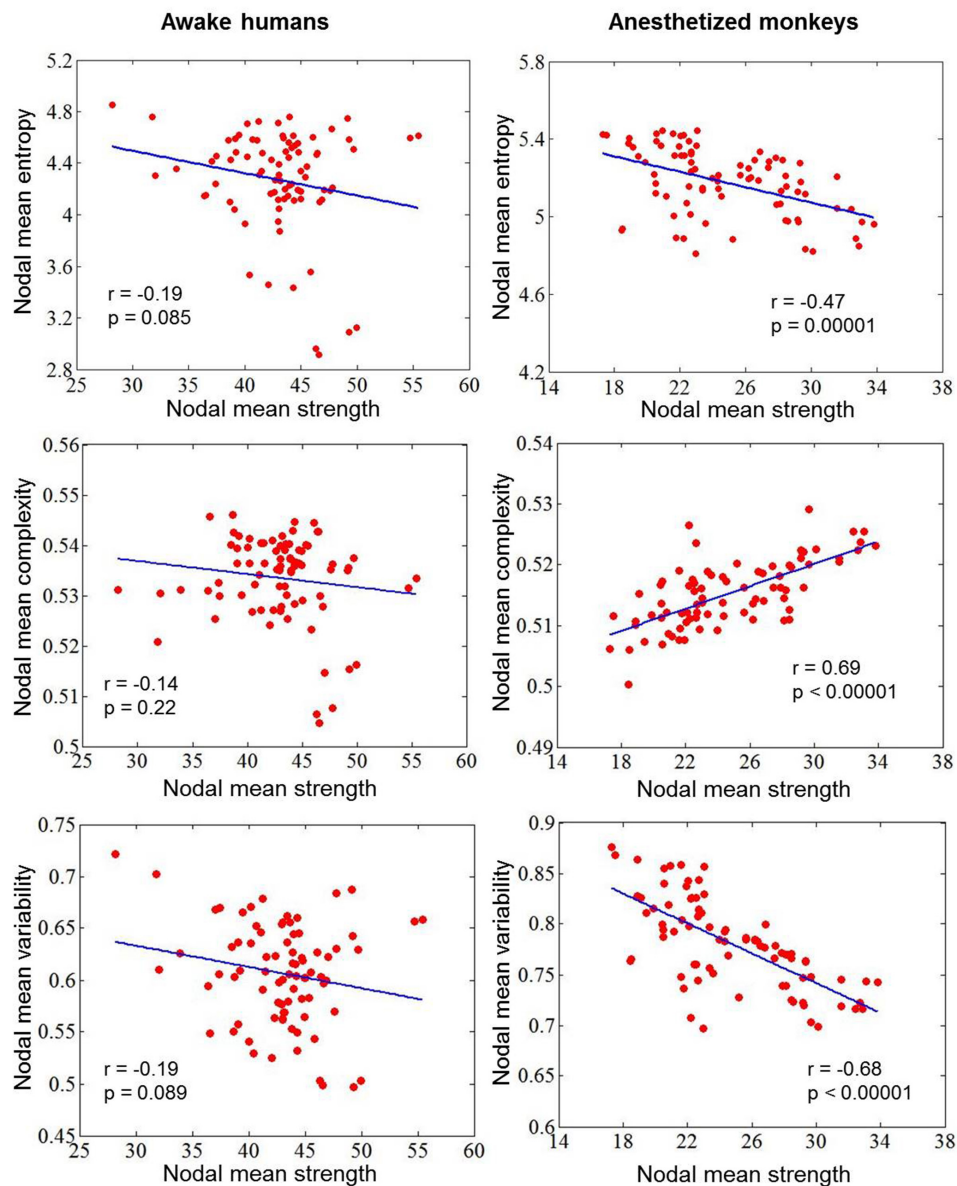 Awake humans
Anesthetized monkeys
5.2
4.8
4.4
4
3.6
3.2
2.8
Nodal mean entropy
r = -0.19
p = 0.085
25 30 35 40 45 50 55 60
Nodal mean strength
5.8
5.4
5
4.6
4.2
Nodal mean entropy
r = -0.47
p = 0.00001
14 18 22 26 30 34 38
Nodal mean strength
0.56
0.55
0.54
0.53
0.52
0.51
0.5
Nodal mean complexity
r = -0.14
p = 0.22
25 30 35 40 45 50 55 60
Nodal mean strength
0.54
0.53
0.52
0.51
0.5
0.49
Nodal mean complexity
r = 0.69
p < 0.00001
14 18 22 26 30 34 38
Nodal mean strength
0.75
0.7
0.65
0.6
0.55
0.5
0.45
Nodal mean variability
r = -0.19
p = 0.089
25 30 35 40 45 50 55 60
Nodal mean strength
0.9
0.85
0.8
0.75
0.7
0.65
0.6
Nodal mean variability
r = -0.68
p < 0.00001
14 18 22 26 30 34 38
Nodal mean strength